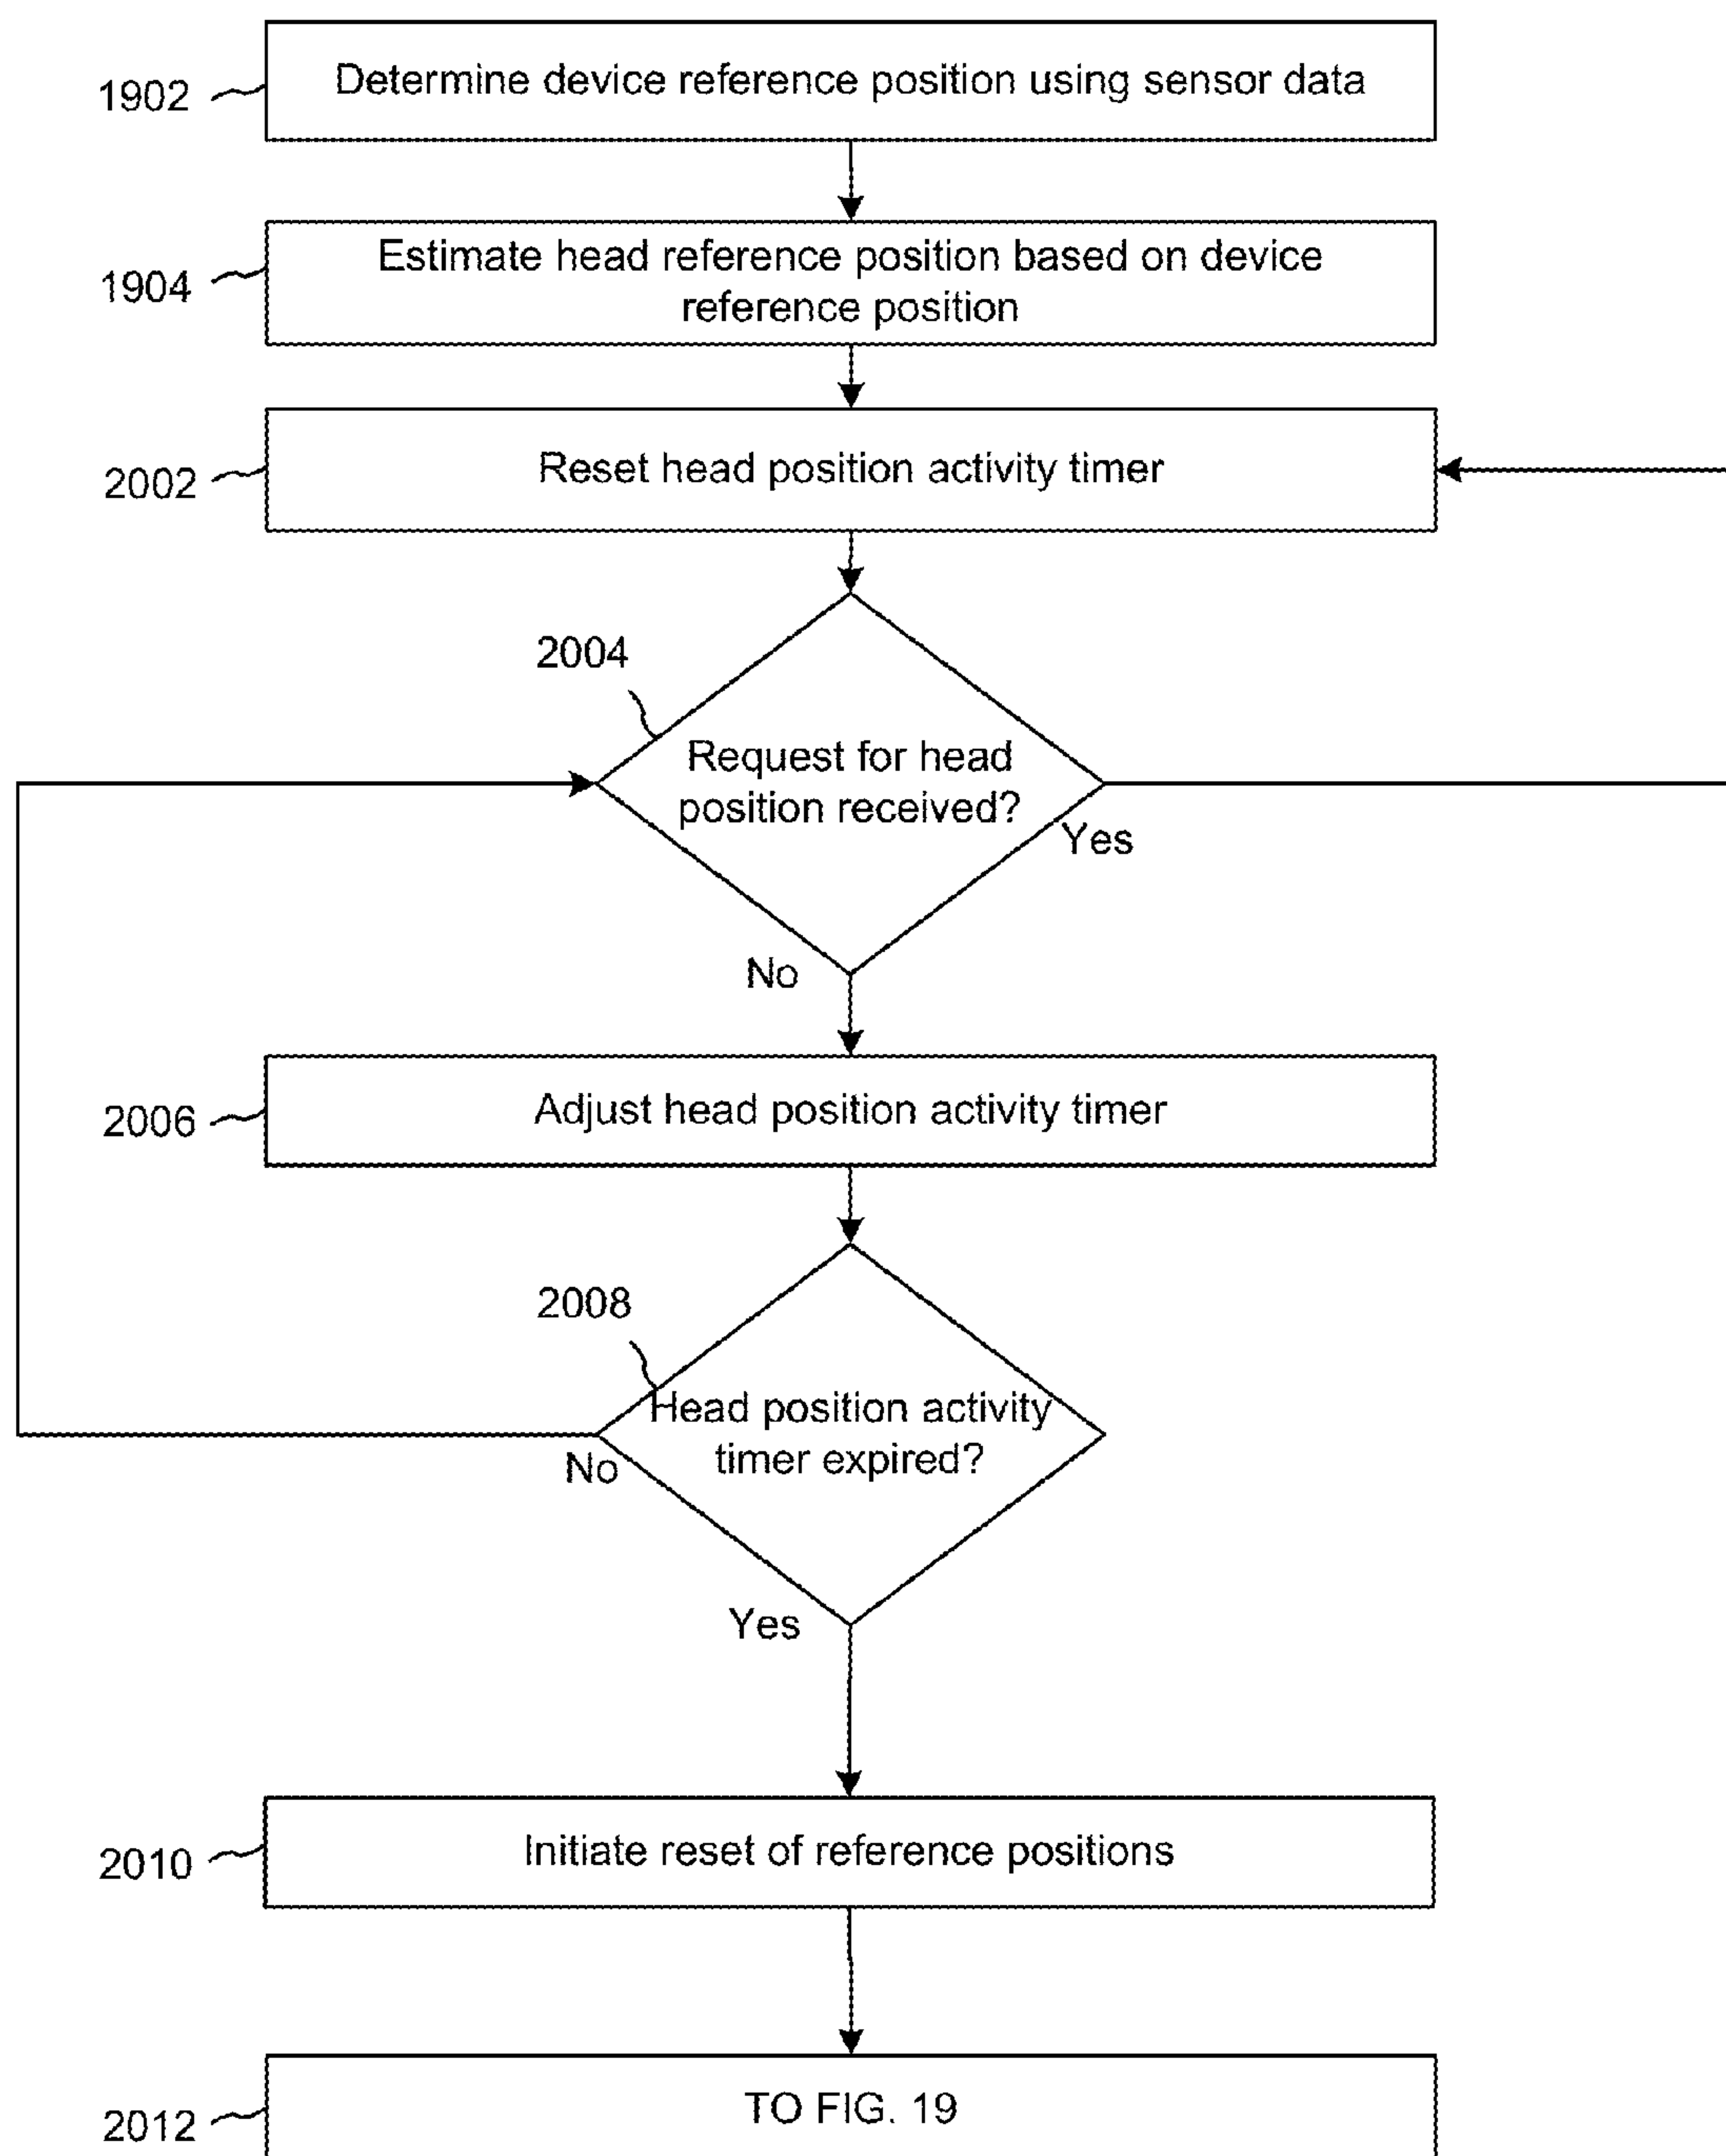 1902
Determine device reference position using sensor data
1904
Estimate head reference position based on device
reference position
2002
Reset head position activity timer
2004
Request for head
position received?
Yes
No
2006
Adjust head position activity timer
2008
Head position activity
timer expired?
No
Yes
2010
Initiate reset of reference positions
2012
TO FIG. 19